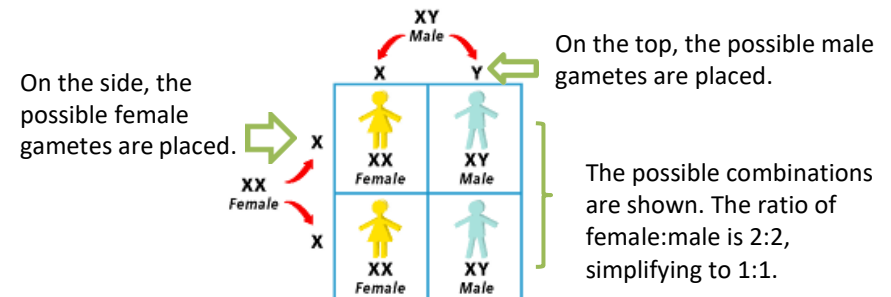 XY
Male
X Y
On the top, the possible male
gametes are placed.
On the side, the
possible female
gametes are placed.
X
XX
Female
XY
Male
XX
Female
X
XX
Female
XY
Male
The possible combinations
are shown. The ratio of
female:male is 2:2,
simplifying to 1:1.